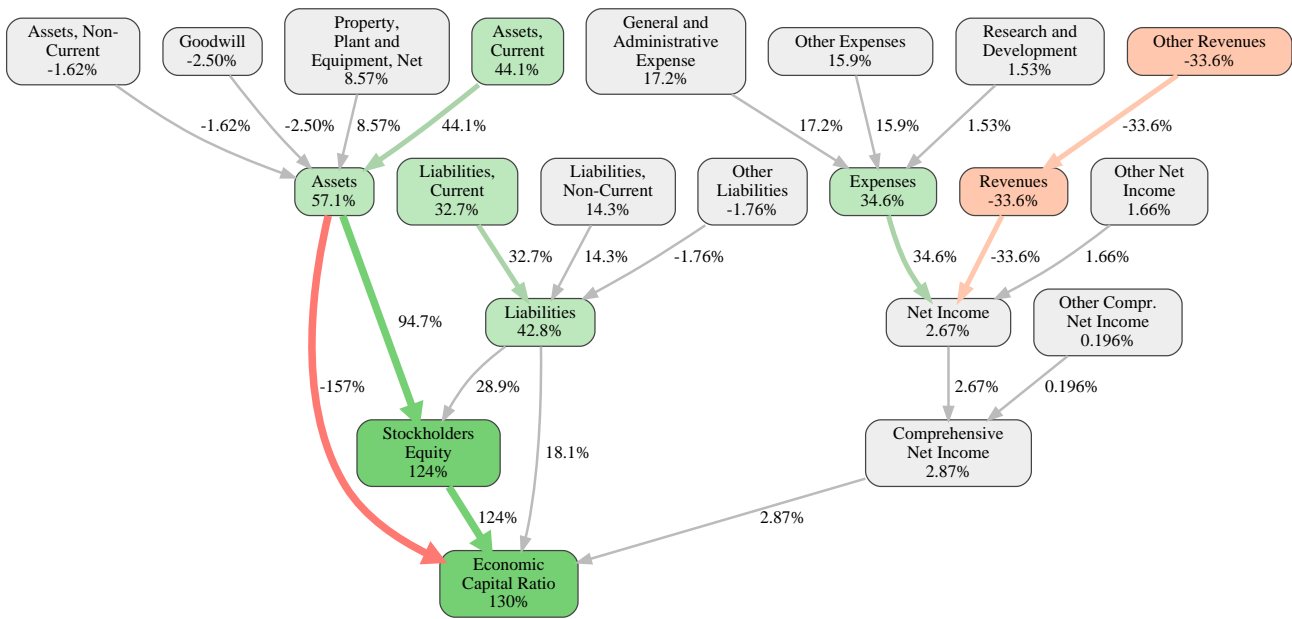 Assets, Non-
Current
-1.62%
Goodwill
-2.50%
Property,
Plant and
Equipment, Net
8.57%
Assets,
Current
44.1%
General and
Administrative
Expense
17.2%
Other Expenses
15.9%
Research and
Development
1.53%
Other Revenues
-33.6%
-1.62%
-2.50%
8.57%
44.1%
17.2%
15.9%
1.53%
-33.6%
Assets
57.1%
Liabilities,
Current
32.7%
Liabilities,
Non-Current
14.3%
Other
Liabilities
-1.76%
Expenses
34.6%
Revenues
-33.6%
Other Net
Income
1.66%
32.7%
14.3%
-1.76%
34.6%
-33.6%
1.66%
Liabilities
42.8%
Net Income
2.67%
Other Compr.
Net Income
0.196%
94.7%
-157%
28.9%
2.67%
0.196%
Stockholders
Equity
124%
18.1%
Comprehensive
Net Income
2.87%
124%
2.87%
Economic
Capital Ratio
130%